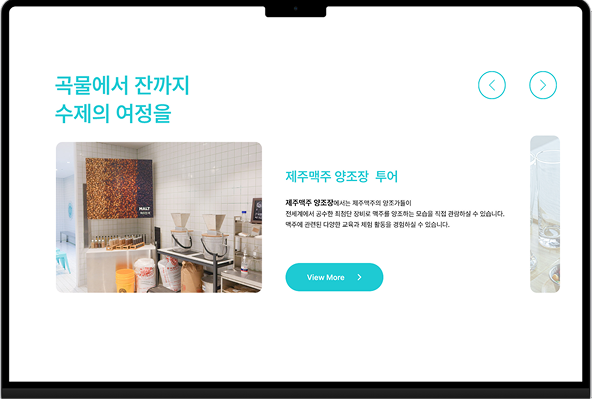 곡물에서 잔까지
수제의 여정을
MALT
제주맥주 양조장 투어
제주맥주 양조장에서는 제주맥주의 양조가들이
전세계에서 공수한 최첨단 장비로 맥주를 양조하는 모습을 직접 관람하실 수 있습니다.
맥주에 관련된 다양한 교육과 체험 활동을 경험하실 수 있습니다.
View More